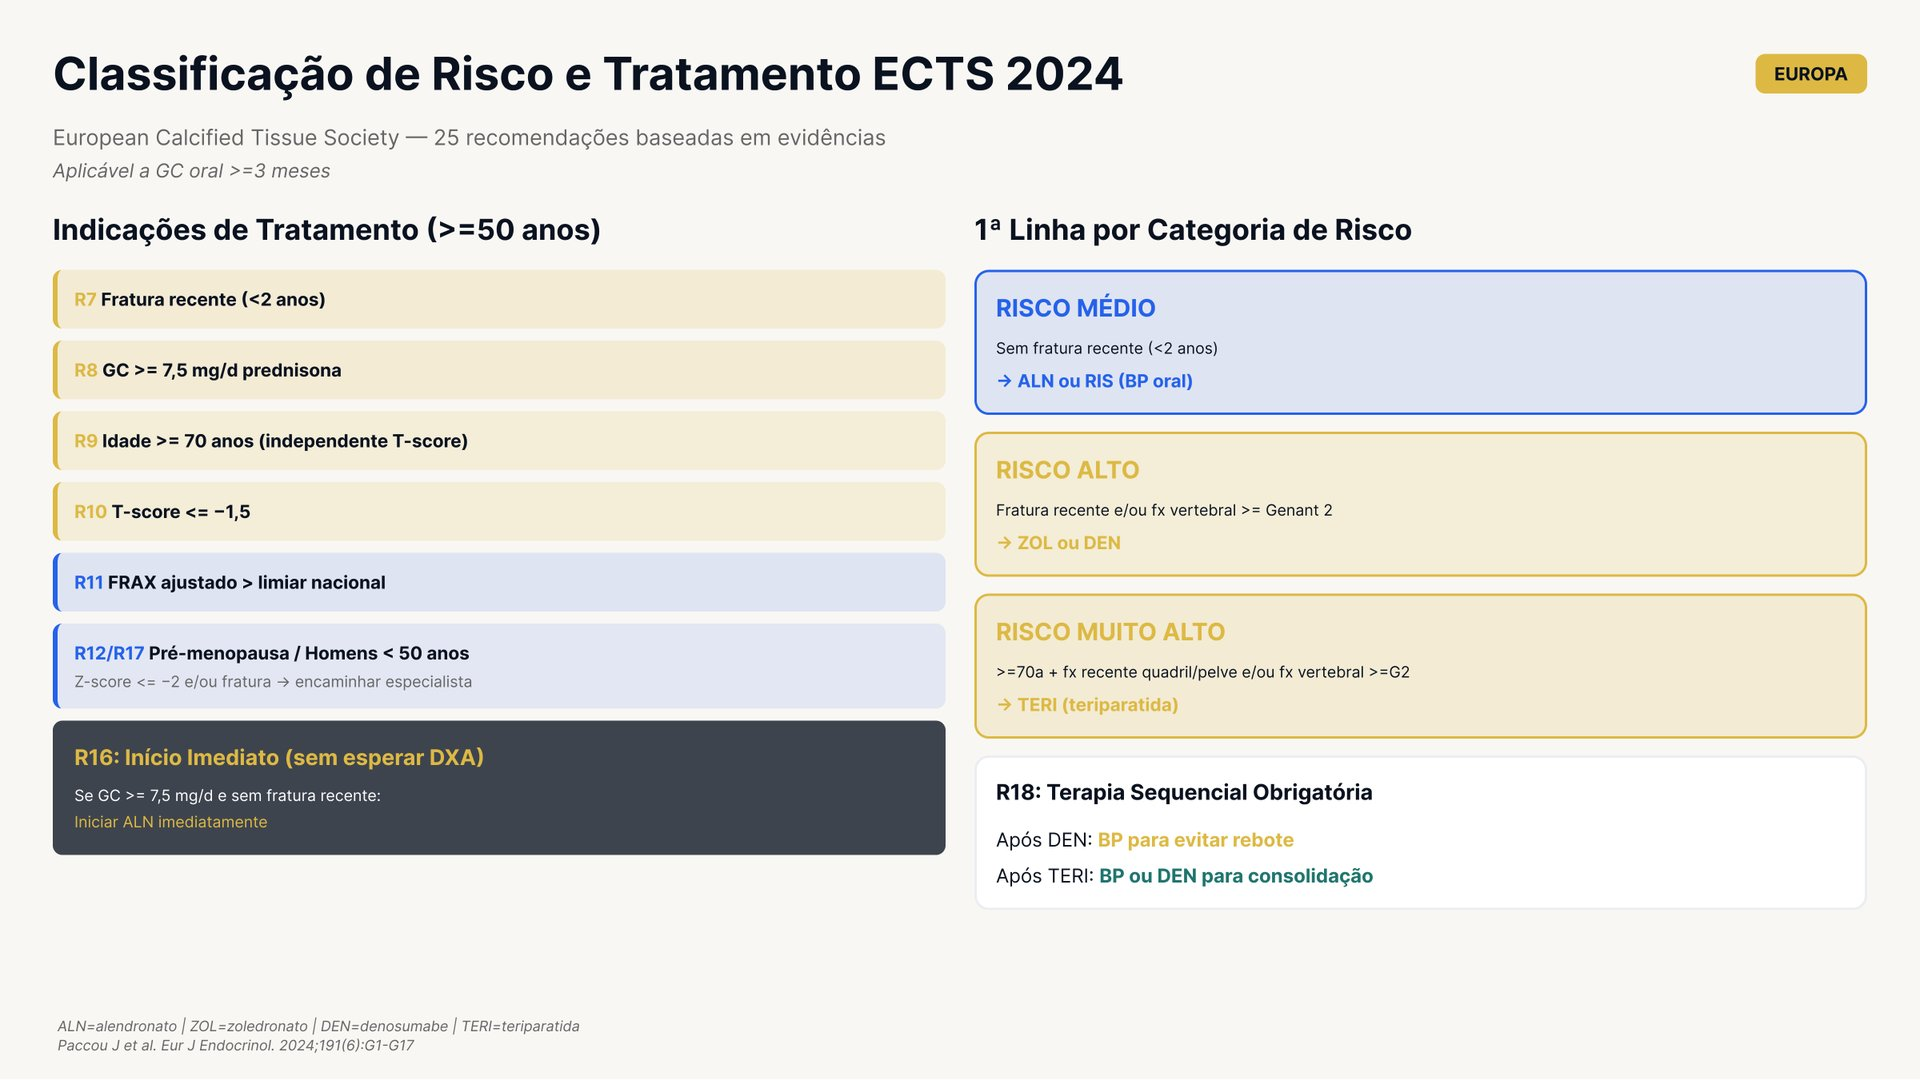 Classificação de Risco e Tratamento ECTS 2024
EUROPA
European Calcified Tissue Society — 25 recomendações baseadas em evidências
Aplicável a GC oral >=3 meses
Indicações de Tratamento (>=50 anos)
R7 Fratura recente (<2 anos)
R8 GC >= 7,5 mg/d prednisona
R9 Idade >= 70 anos (independente T-score)
R10 T-score <= −1,5
R11 FRAX ajustado > limiar nacional
R12/R17 Pré-menopausa / Homens < 50 anos
Z-score <= −2 e/ou fratura → encaminhar especialista
R16: Início Imediato (sem esperar DXA)
Se GC >= 7,5 mg/d e sem fratura recente:
Iniciar ALN imediatamente
1ª Linha por Categoria de Risco
RISCO MÉDIO
Sem fratura recente (<2 anos)
→ ALN ou RIS (BP oral)
RISCO ALTO
Fratura recente e/ou fx vertebral >= Genant 2
→ ZOL ou DEN
RISCO MUITO ALTO
>=70a + fx recente quadril/pelve e/ou fx vertebral >=G2
→ TERI (teriparatida)
R18: Terapia Sequencial Obrigatória
Após DEN: BP para evitar rebote
Após TERI: BP ou DEN para consolidação
ALN=alendronato | ZOL=zoledronato | DEN=denosumabe | TERI=teriparatida
Paccou J et al. Eur J Endocrinol. 2024;191(6):G1-G17